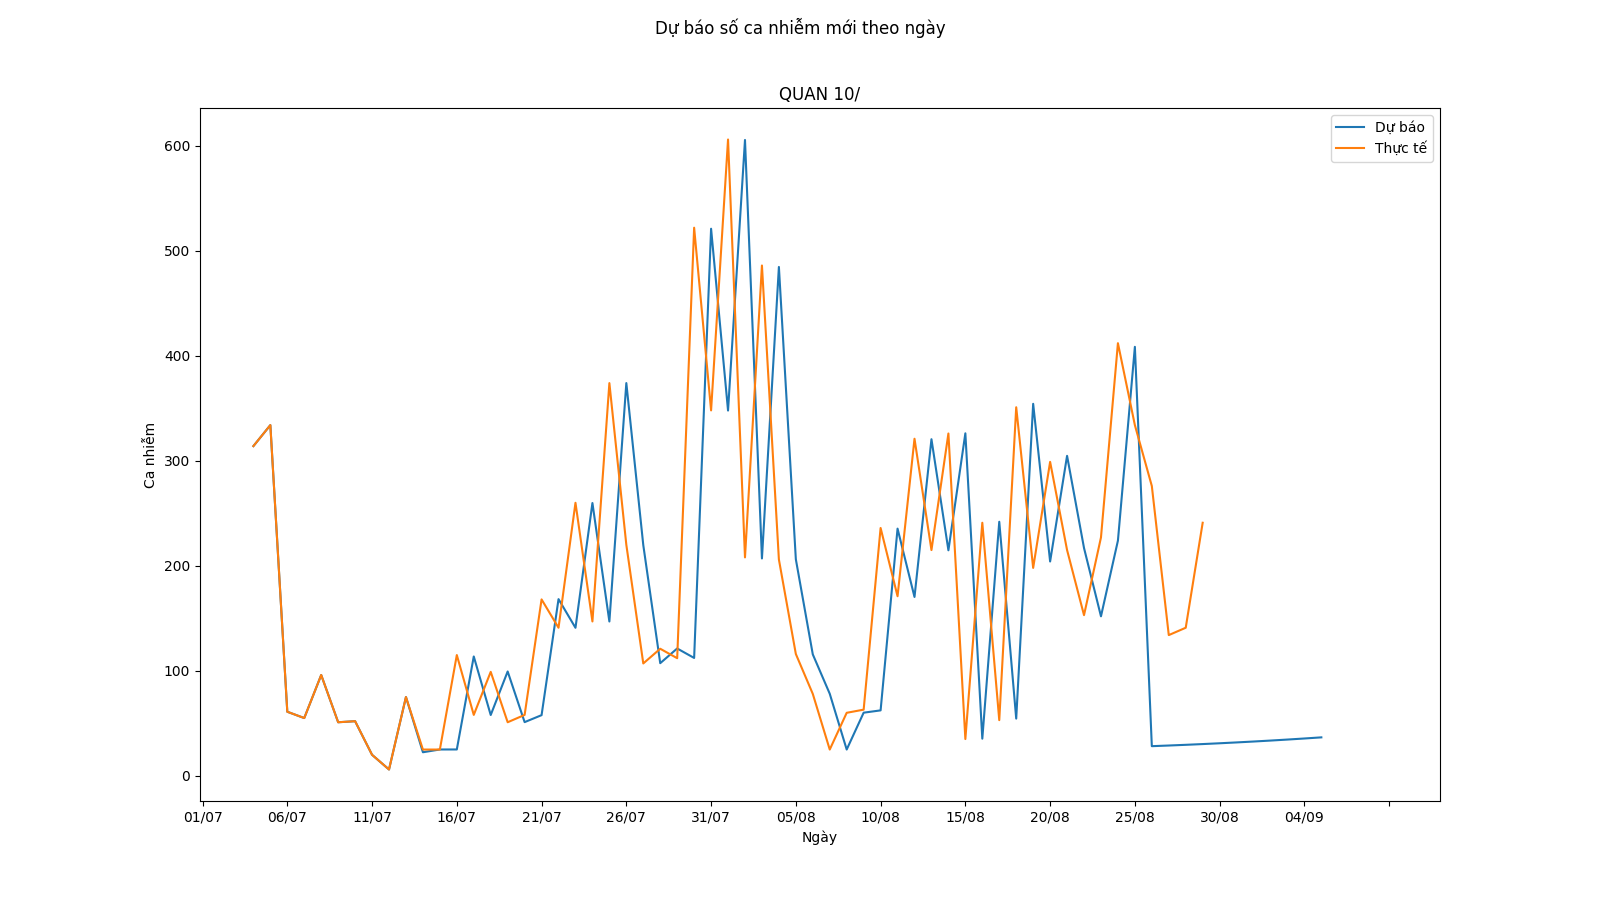 Dự báo số ca nhiễm mới theo ngày
QUAN 10/
Dự báo
Thực tế
600
500
400
300
200
100
0
Ca nhiễm
01/07 06/07 11/07 16/07 21/07 26/07 31/07 05/08 10/08 15/08 20/08 25/08 30/08 04/09
Ngày